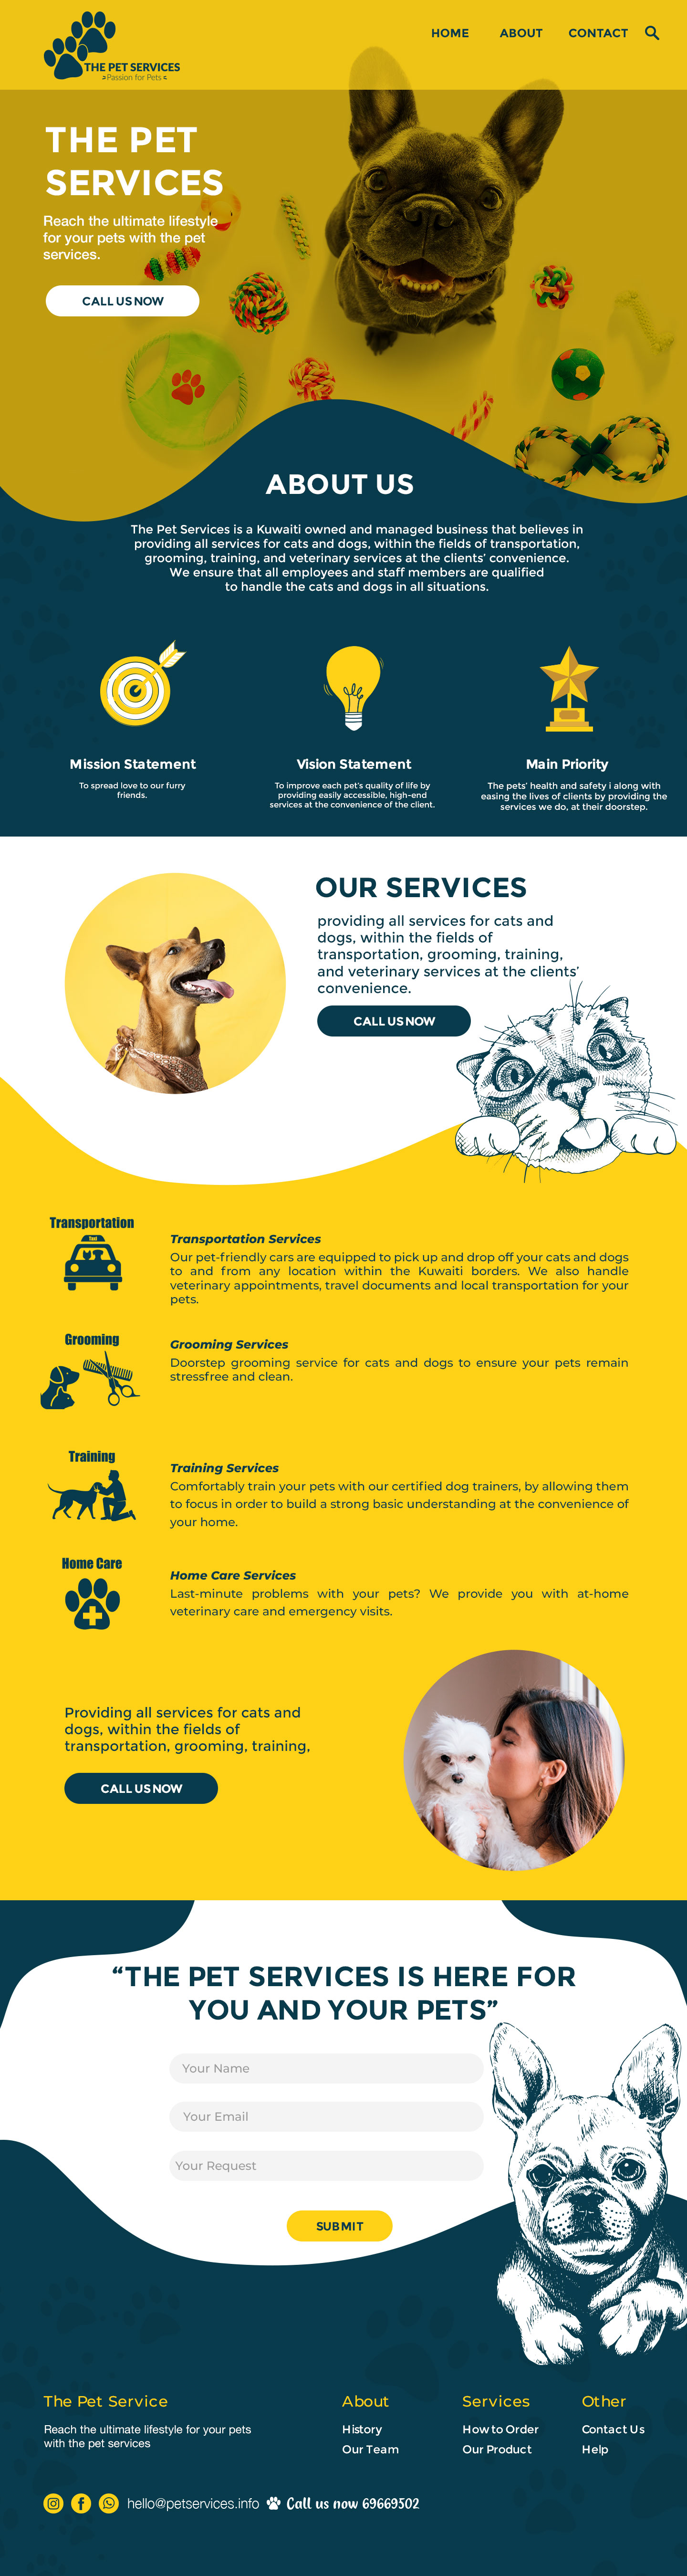 THE PET SERVICES
Passion for Pets
HOME ABOUT CONTACT
THE PET
SERVICES
Reach the ultimate lifestyle
for your pets with the pet
services.
CALL US NOW
ABOUT US
The Pet Services is a Kuwaiti owned and managed business that believes in
providing all services for cats and dogs, within the fields of transportation,
grooming, training, and veterinary services at the clients' convenience.
We ensure that all employees and staff members are qualified
to handle the cats and dogs in all situations.
Mission Statement
To spread love to our furry
friends.
Vision Statement
To improve each pet's quality of life by
providing easily accessible, high-end
services at the convenience of the client.
Main Priority
The pets' health and safety i along with
easing the lives of clients by providing the
services we do, at their doorstep.
OUR SERVICES
providing all services for cats and
dogs, within the fields of
transportation, grooming, training,
and veterinary services at the clients'
convenience.
CALL US NOW
Transportation
Taxi
Transportation Services
Our pet-friendly cars are equipped to pick up and drop off your cats and dogs
to and from any location within the Kuwaiti borders. We also handle
veterinary appointments, travel documents and local transportation for your
pets.
Grooming
Grooming Services
Doorstep grooming service for cats and dogs to ensure your pets remain
stressfree and clean.
Training
Training Services
Comfortably train your pets with our certified dog trainers, by allowing them
to focus in order to build a strong basic understanding at the convenience of
your home.
Home Care
Home Care Services
Last-minute problems with your pets? We provide you with at-home
veterinary care and emergency visits.
Providing all services for cats and
dogs, within the fields of
transportation, grooming, training,
CALL US NOW
“THE PET SERVICES IS HERE FOR
YOU AND YOUR PETS”
Your Name
Your Email
Your Request
SUBMIT
The Pet Service
Reach the ultimate lifestyle for your pets
with the pet services
About
History
Our Team
Services
How to Order
Our Product
Other
Contact Us
Help
hello@petservices.info Call us now 69669502